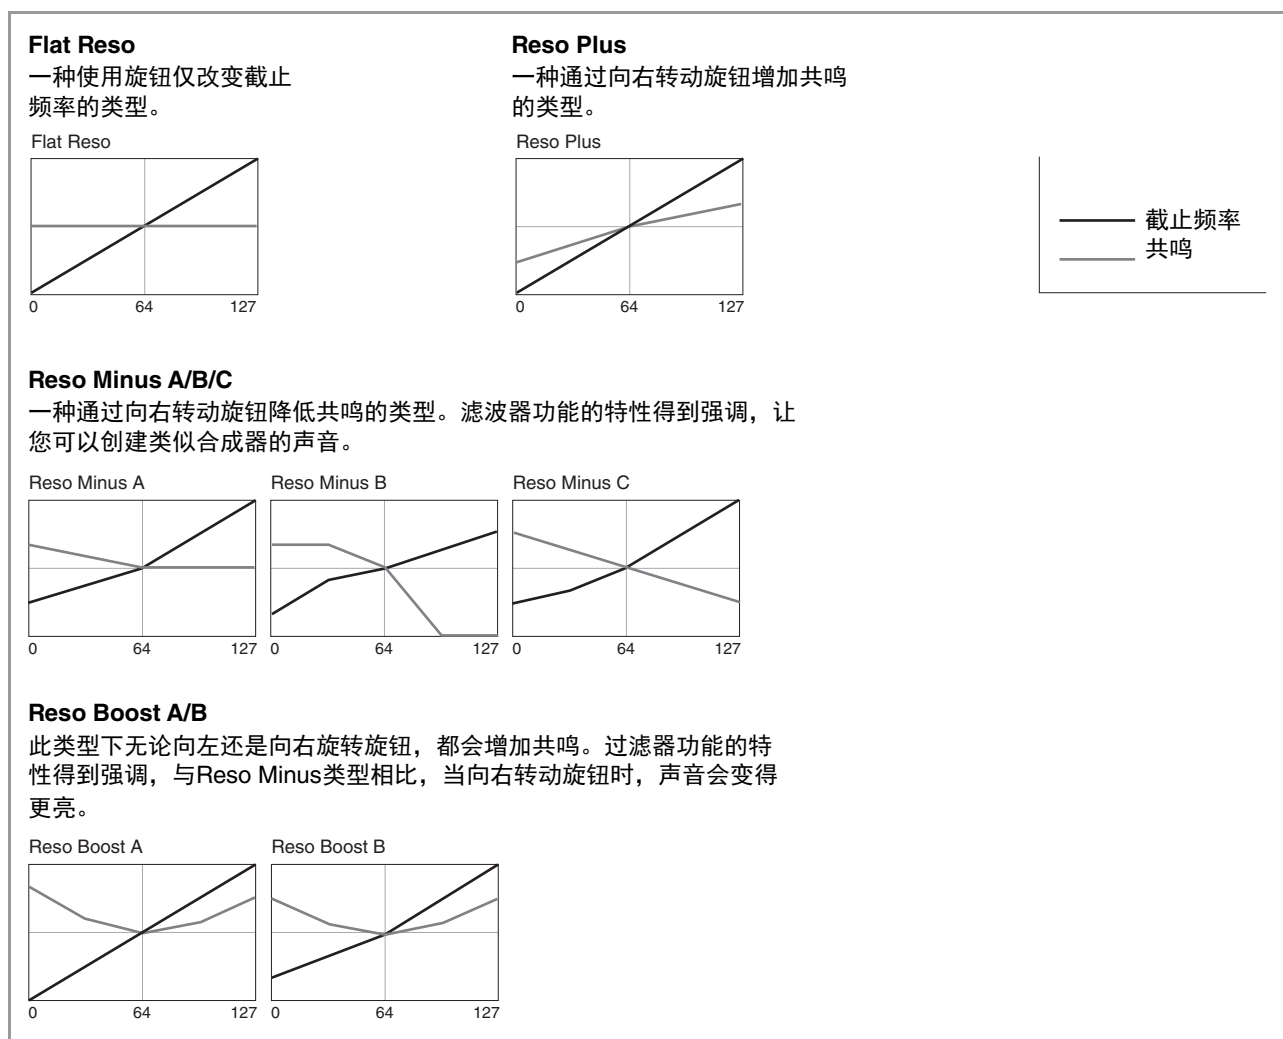 Flat Reso
一种使用旋钮仅改变截止
频率的类型。
Flat Reso
0 64 127
Reso Plus
一种通过向右转动旋钮增加共鸣
的类型。
Reso Plus
0 64 127
截止频率
共鸣
Reso Minus A/B/C
一种通过向右转动旋钮降低共鸣的类型。滤波器功能的特性得到强调，让
您可以创建类似合成器的声音。
Reso Minus A
0 64 127
Reso Minus B
0 64 127
Reso Minus C
0 64 127
Reso Boost A/B
此类型下无论向左还是向右旋转旋钮，都会增加共鸣。过滤器功能的特
性得到强调，与Reso Minus类型相比，当向右转动旋钮时，声音会变得
更亮。
Reso Boost A
0 64 127
Reso Boost B
0 64 127